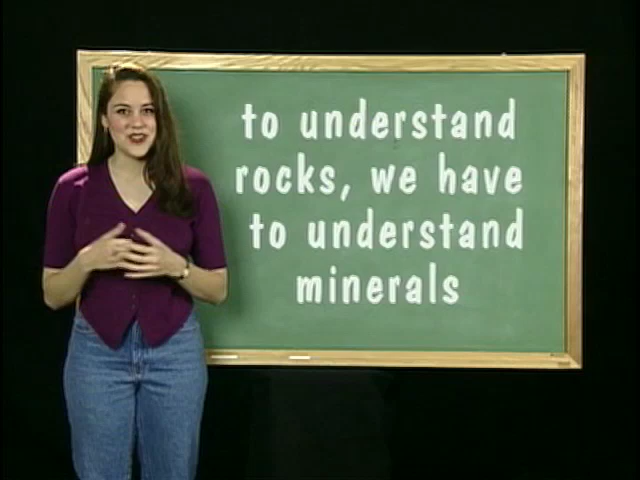 to understand
rocks, we have
to understand
minerals